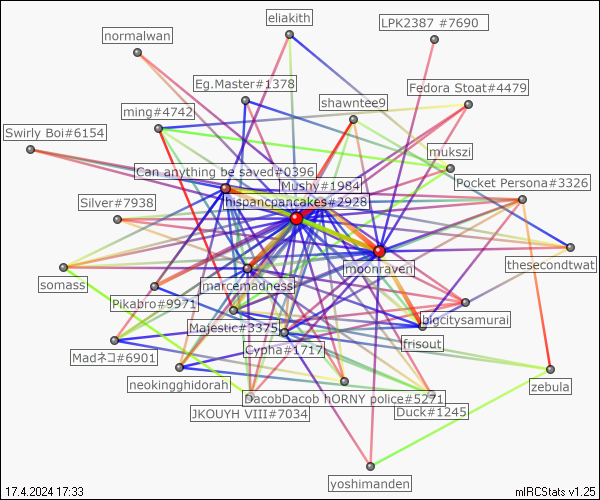 eliakith
LPK2387 #7690
normalwan
Eg.Master#1378
Fedora Stoat#4479
shawntee9
ming#4742
Swirly Boi#6154
mukszi
Can anything be saved#0396
Mushy#1984
Pocket Persona#3326
Silver#7938
hispancpancakes#2928
moonraven
thesecondtwat
somass
marcemadness
Pikabro#9971
bigcitysamurai
Majestic#3375
frisout
Cypha#1717
Madネコ#6901
neokingghidorah
zebula
DacobDacob hORNY police#5271
JKOUYH VIII#7034
Duck#1245
yoshimanden
17.4.2024 17:33
mIRCStats v1.25